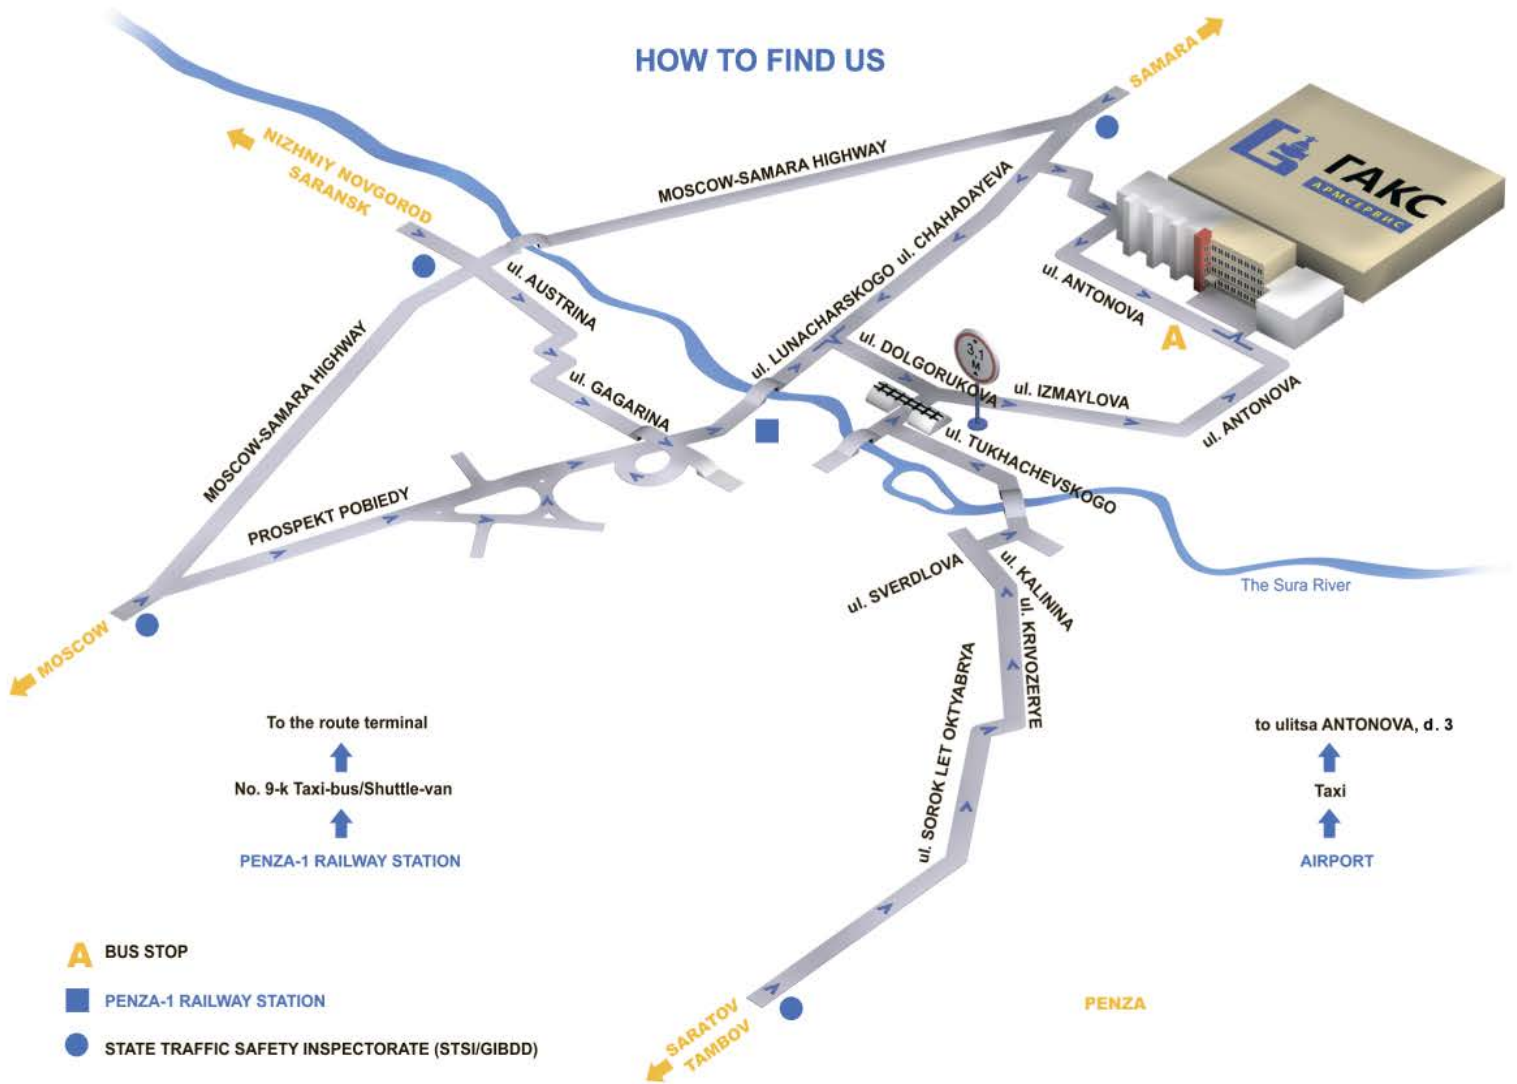 HOW TO FIND US
SAMARA
NIZHNIY NOVGOROD
SARANSK
MOSCOW-SAMARA HIGHWAY
ГАКС
АРМСЕРВИС
ul. CHAHADAYEVA
ul. LUNACHARSKOGO
ul. AUSTRINA
ul. ANTONOVA
A
ul. DOLGORUKOVA
3.1
М
ul. IZMAYLOVA
ul. ANTONOVA
ul. GAGARINA
MOSCOW-SAMARA HIGHWAY
ul. TUKHACHEVSKOGO
PROSPEKT POBIEDY
ul. SVERDLOVA
ul. KALININA
ul. KRIVOZERYE
The Sura River
MOSCOW
ul. SOROK LET OKTYABRYA
To the route terminal
No. 9-k Taxi-bus/Shuttle-van
PENZA-1 RAILWAY STATION
to ulitsa ANTONOVA, d. 3
Taxi
AIRPORT
A BUS STOP
PENZA-1 RAILWAY STATION
STATE TRAFFIC SAFETY INSPECTORATE (STSI/GIBDD)
SARATOV
TAMBOV
PENZA